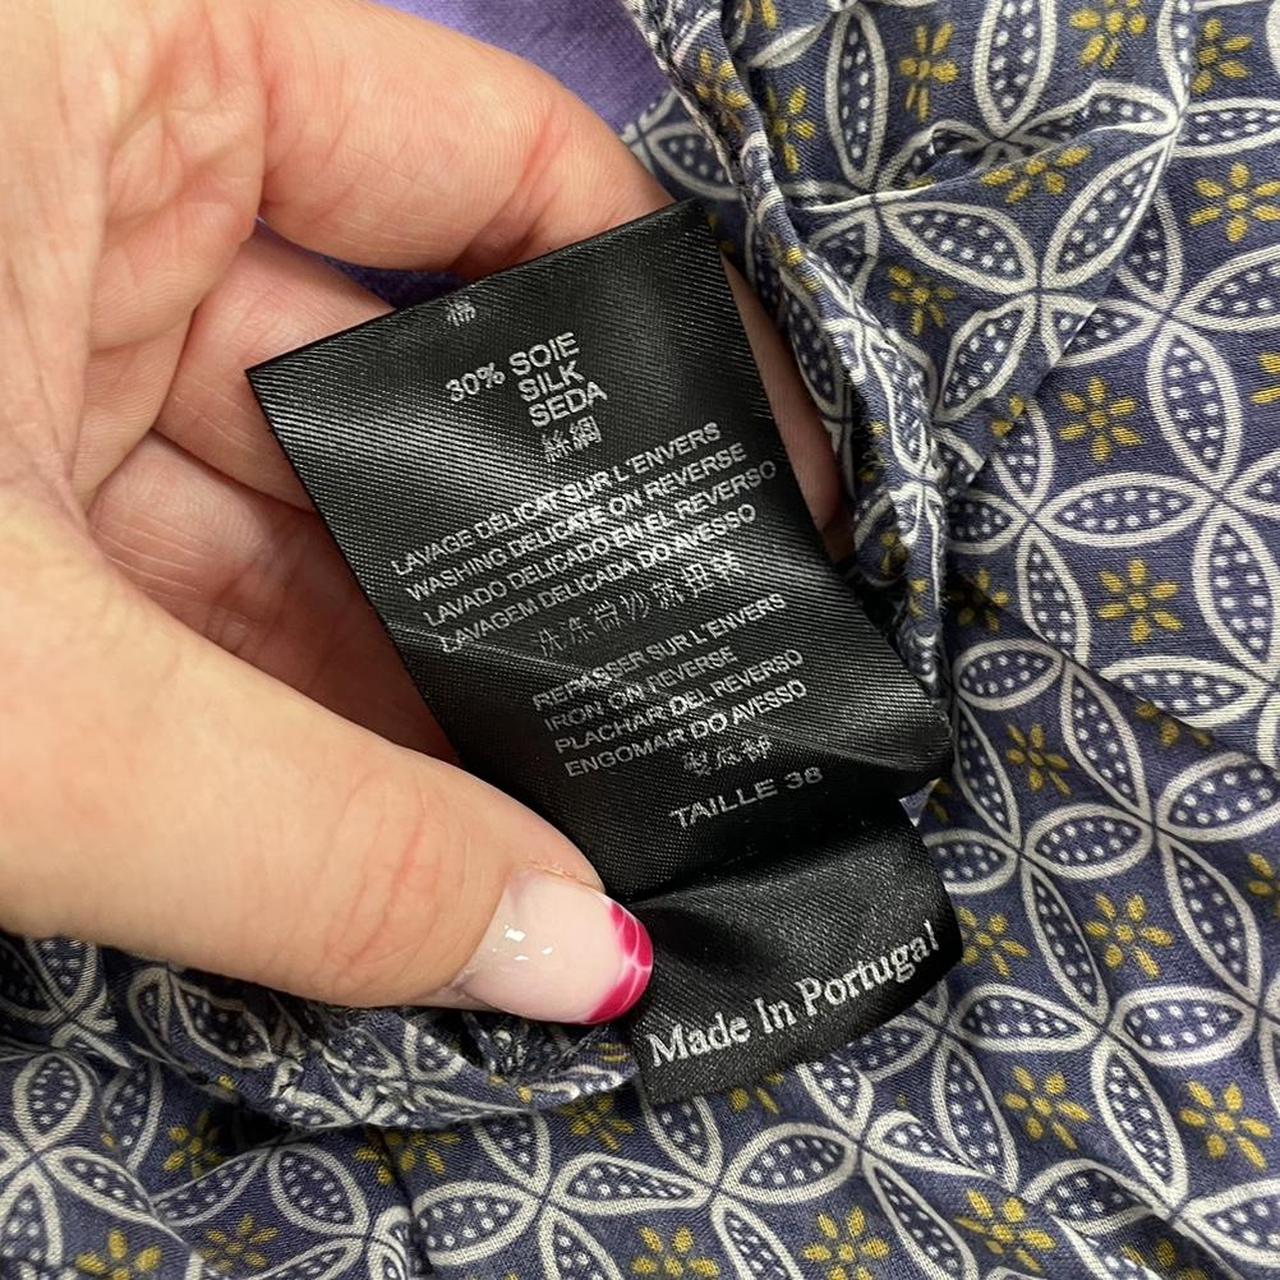 棉
30% SOIE
SILK
SEDA
絲綢
LAVAGE DÉLICAT SUR L'ENVERS
WASHING DELICATE ON REVERSE
LAVADO DELICADO EN EL REVERSO
LAVAGEM DELICADA DO AVESSO
REPASSER SUR L'ENVERS
IRON ON REVERSE
PLACHAR DEL REVERSO
ENGOMAR DO AVESSO
TAILLE 38
Made In Portugal